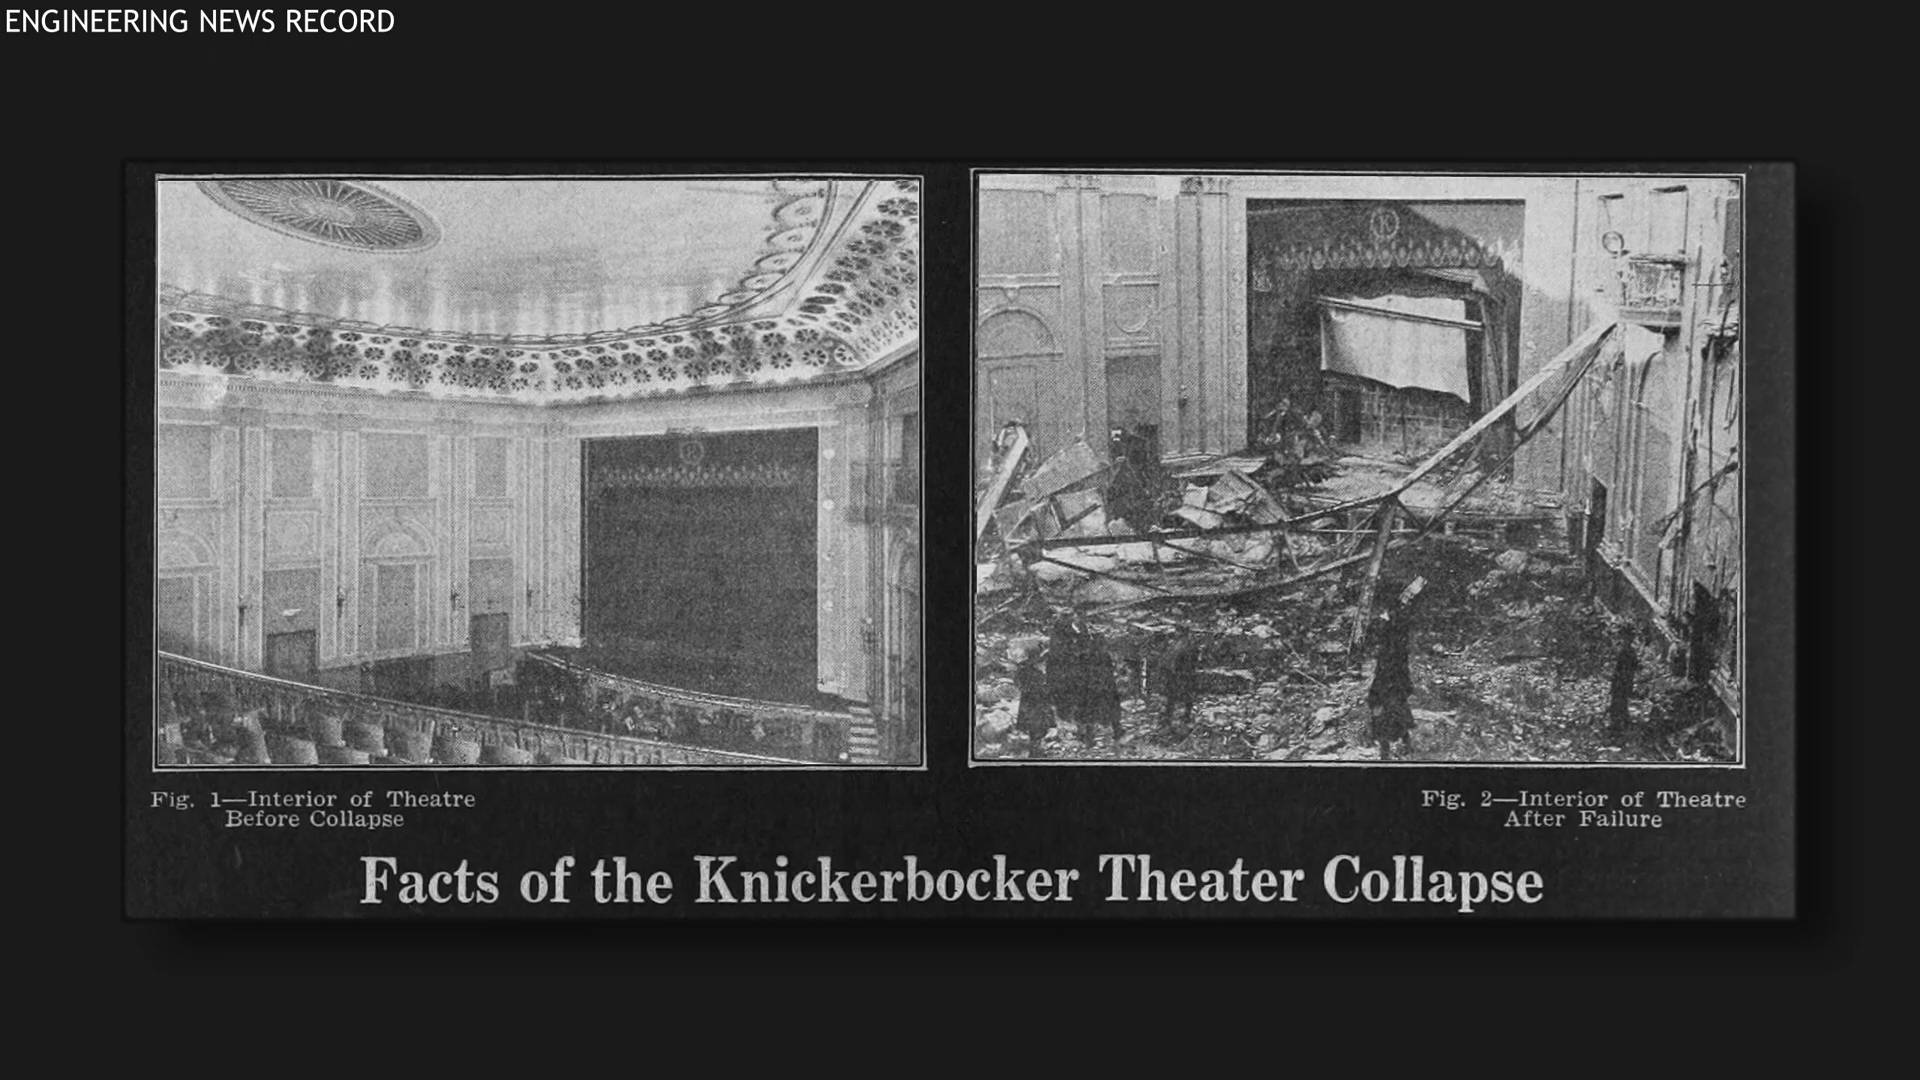 ENGINEERING NEWS RECORD
Fig. 1—Interior of Theatre
Before Collapse
Fig. 2—Interior of Theatre
After Failure
Facts of the Knickerbocker Theater Collapse